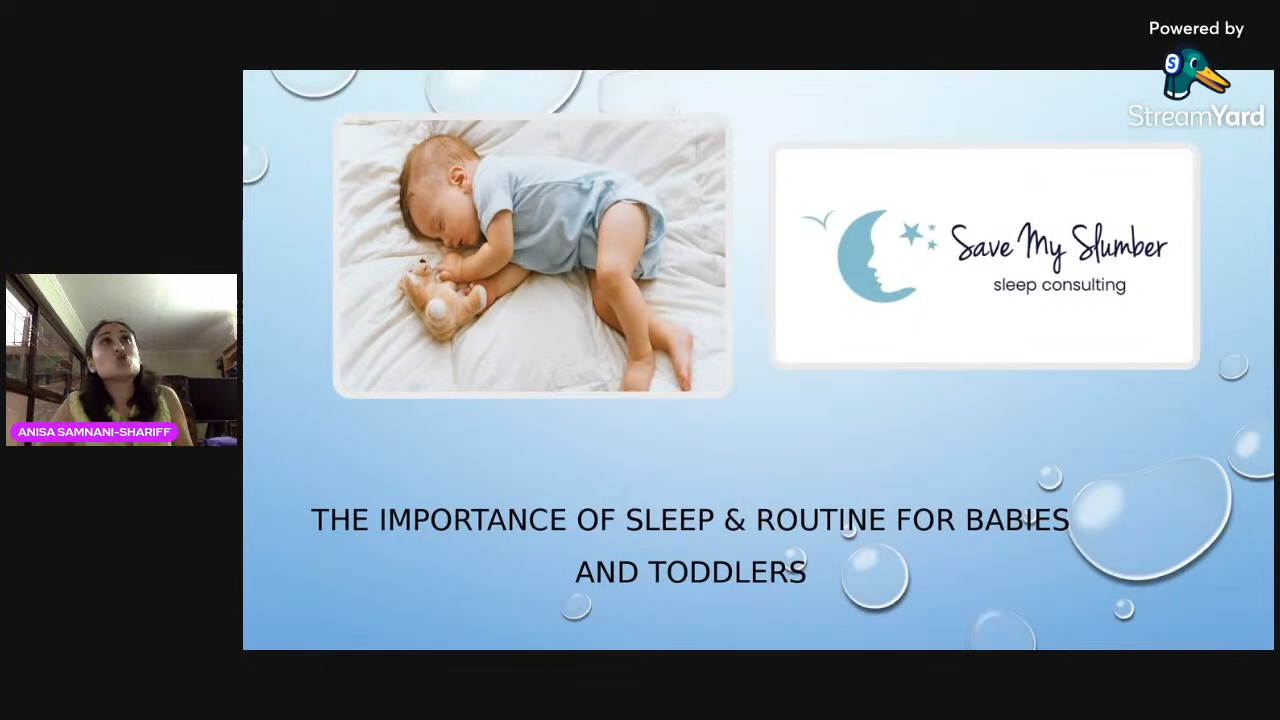 Powered by
StreamYard
Save My Slumber
sleep consulting
ANISA SAMNANI-SHARIFF
THE IMPORTANCE OF SLEEP & ROUTINE FOR BABIES
AND TODDLERS